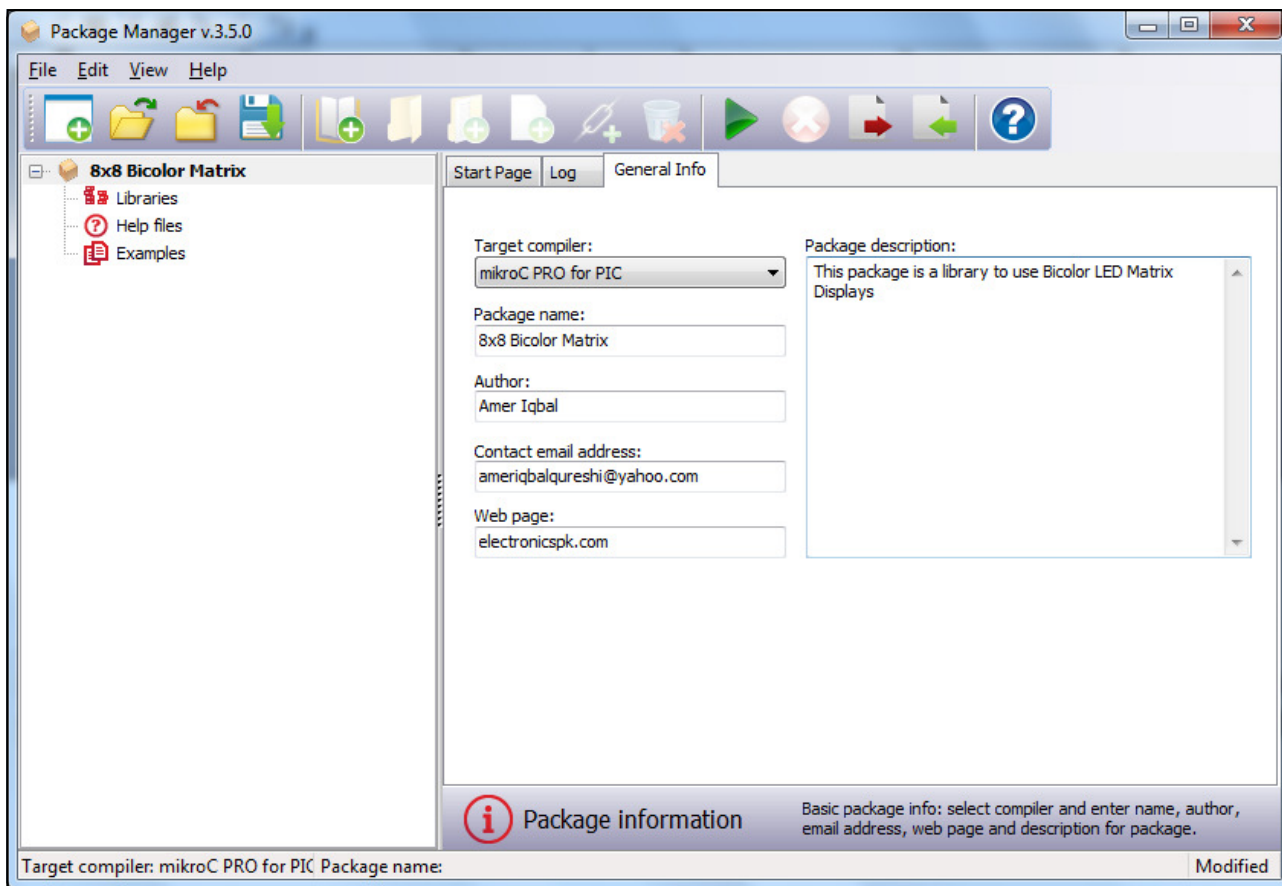 Package Manager v.3.5.0
File Edit View Help
8x8 Bicolor Matrix
Libraries
Help files
Examples
Start Page Log General Info
Target compiler:
mikroC PRO for PIC
Package name:
8x8 Bicolor Matrix
Author:
Amer Iqbal
Contact email address:
ameriqbalqureshi@yahoo.com
Web page:
electronicspk.com
Package description:
This package is a library to use Bicolor LED Matrix
Displays
Package information
Basic package info: select compiler and enter name, author,
email address, web page and description for package.
Target compiler: mikroC PRO for PIC Package name: Modified